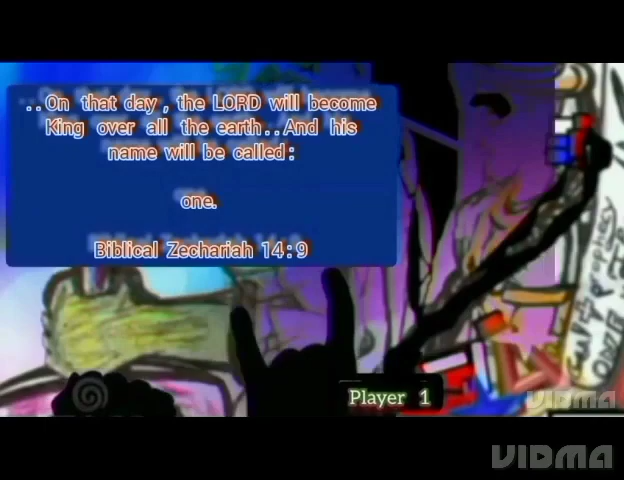 ..On that day, the LORD will become
King over all the earth..And his
name will be called:
one.
Biblical Zechariah 14:9
Player 1
VIDMA
VIDMA